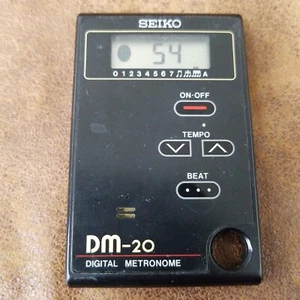 SEIKO
54
0 1 2 3 4 5 6 7 A
ON·OFF
TEMPO
BEAT
DM-20
DIGITAL METRONOME